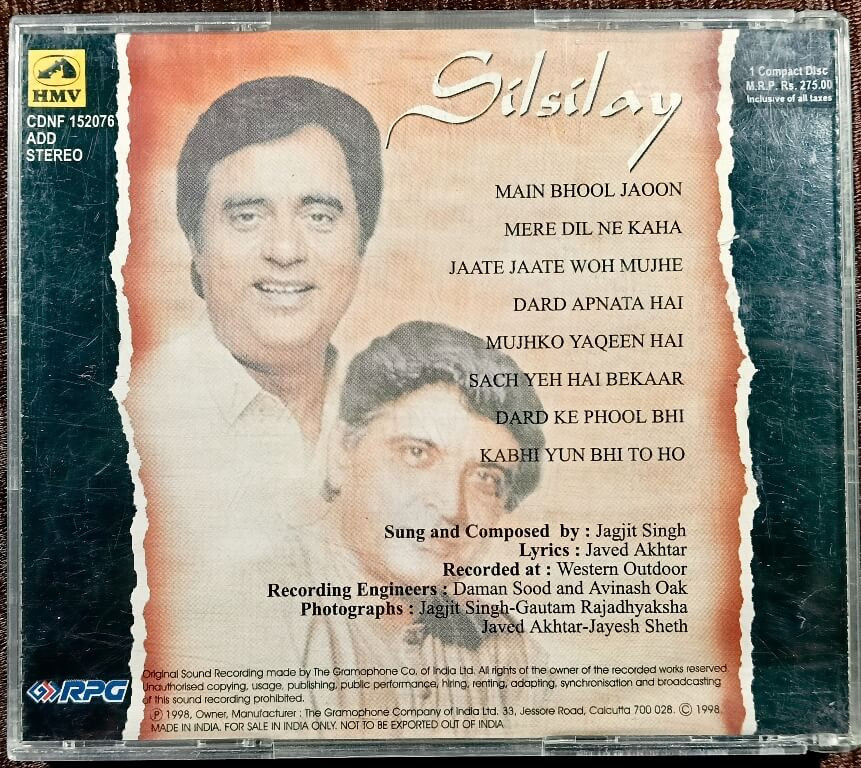 HMV
CDNF 152076
ADD
STEREO
Silsilay
1 Compact Disc
M.R.P. Rs. 275.00
Inclusive of all taxes
MAIN BHOOL JAOON
MERE DIL NE KAHA
JAATE JAATE WOH MUJHE
DARD APNATA HAI
MUJHKO YAQEEN HAI
SACH YEH HAI BEKAAR
DARD KE PHOOL BHI
KABHI YUN BHI TO HO
Sung and Composed by : Jagjit Singh
Lyrics : Javed Akhtar
Recorded at : Western Outdoor
Recording Engineers : Daman Sood and Avinash Oak
Photographs : Jagjit Singh-Gautam Rajadhyaksha
Javed Akhtar-Jayesh Sheth
RPG
Original Sound Recording made by The Gramophone Co. of India Ltd. All rights of the owner of the recorded works reserved.
Unauthorised copying, usage, publishing, public performance, hiring, renting, adapting, synchronisation and broadcasting
of this sound recording prohibited.
Ⓟ 1998, Owner, Manufacturer : The Gramophone Company of India Ltd. 33, Jessore Road, Calcutta 700 028. © 1998.
MADE IN INDIA. FOR SALE IN INDIA ONLY. NOT TO BE EXPORTED OUT OF INDIA